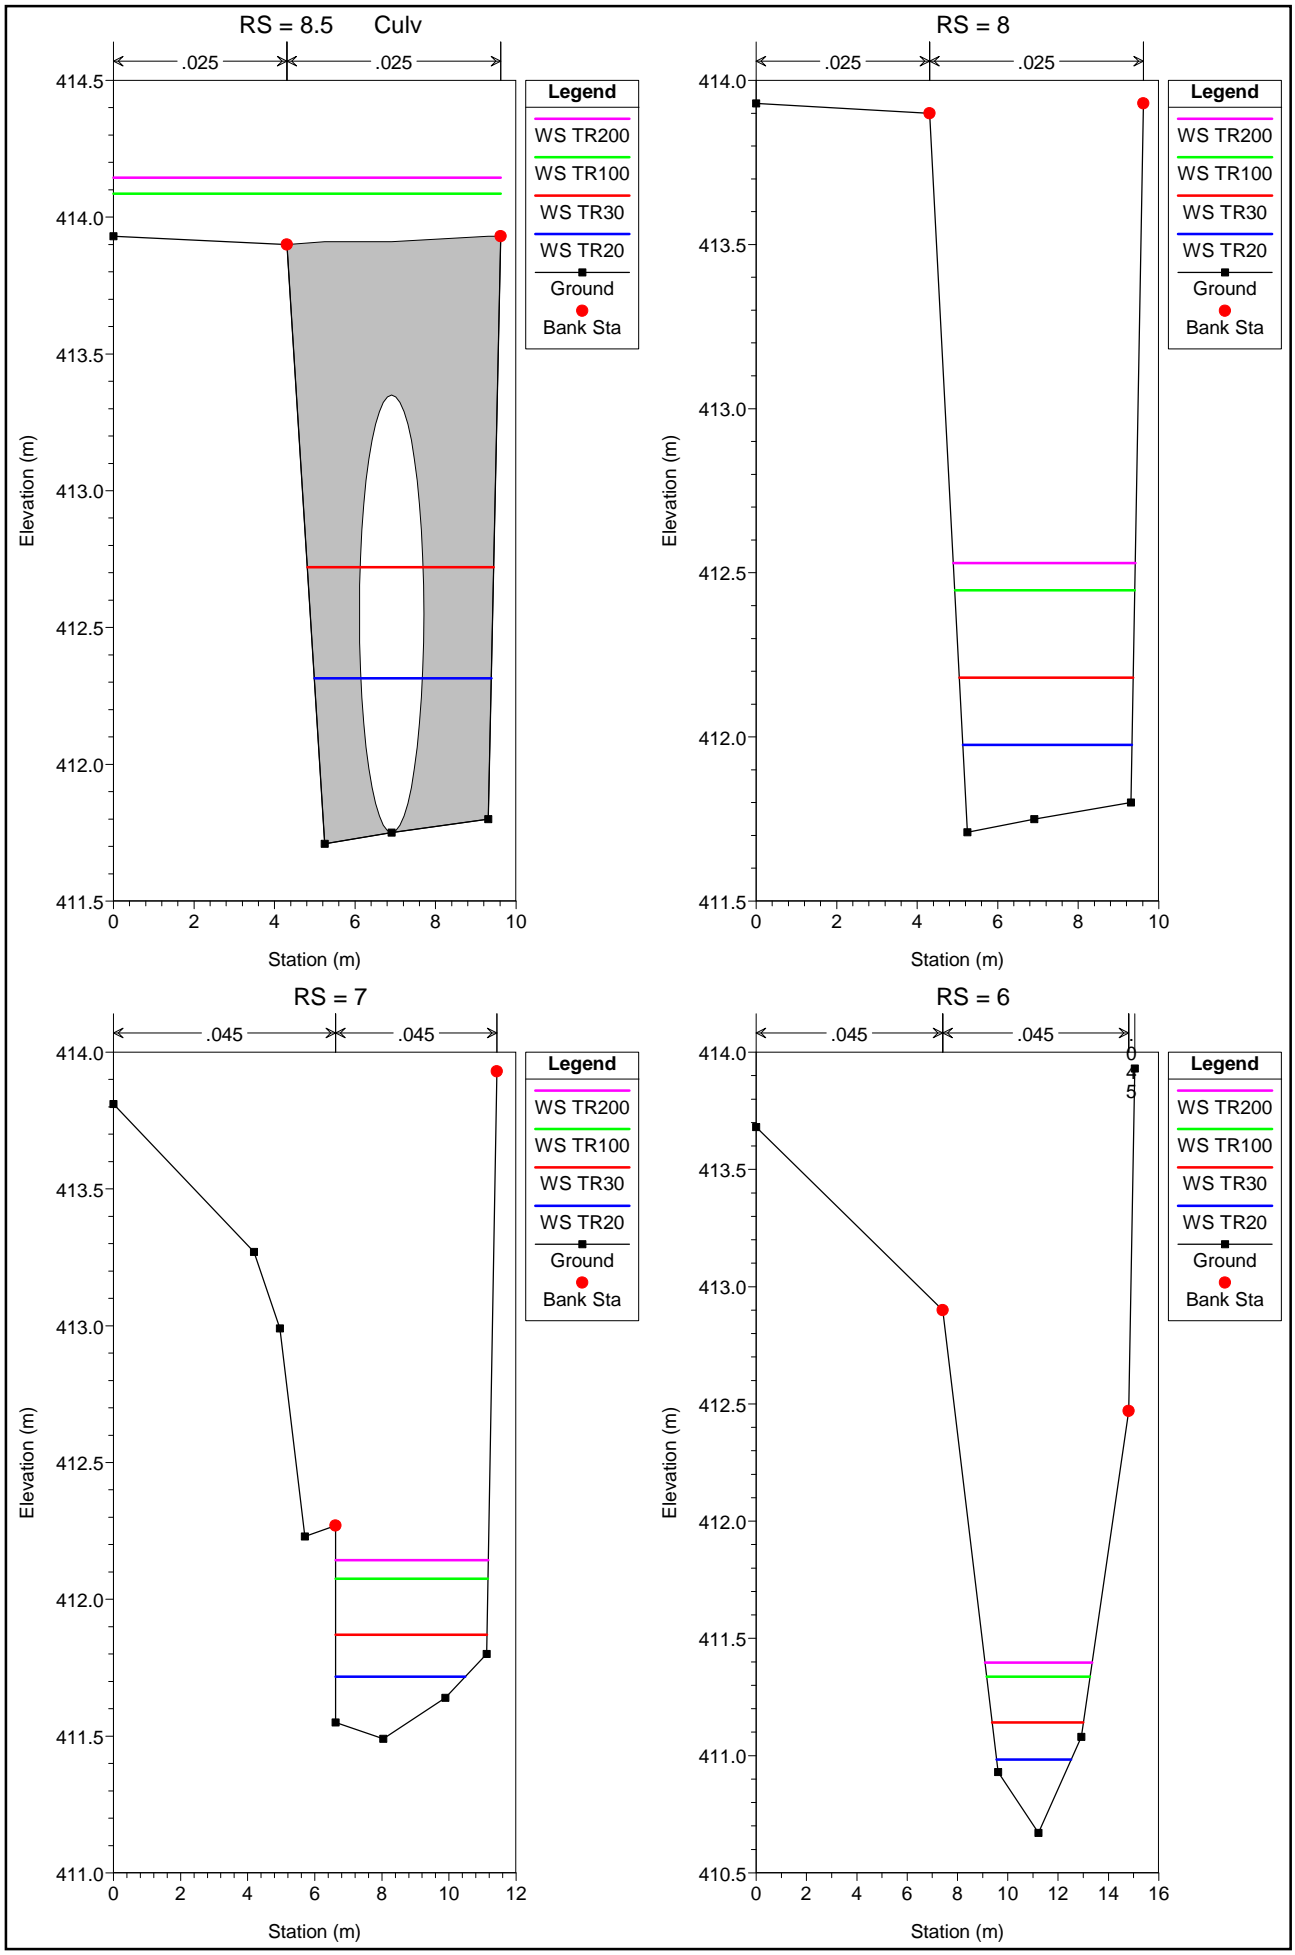 RS = 8.5 Culv
.025 .025
Elevation (m)
414.5
414.0
413.5
413.0
412.5
412.0
411.5
0 2 4 6 8 10
Station (m)
Legend
WS TR200
WS TR100
WS TR30
WS TR20
Ground
Bank Sta
RS = 8
.025 .025
Elevation (m)
414.0
413.5
413.0
412.5
412.0
411.5
0 2 4 6 8 10
Station (m)
Legend
WS TR200
WS TR100
WS TR30
WS TR20
Ground
Bank Sta
RS = 7
.045 .045
Elevation (m)
414.0
413.5
413.0
412.5
412.0
411.5
411.0
0 2 4 6 8 10 12
Station (m)
Legend
WS TR200
WS TR100
WS TR30
WS TR20
Ground
Bank Sta
RS = 6
.045 .045 .045
Elevation (m)
414.0
413.5
413.0
412.5
412.0
411.5
411.0
410.5
0 2 4 6 8 10 12 14 16
Station (m)
Legend
WS TR200
WS TR100
WS TR30
WS TR20
Ground
Bank Sta